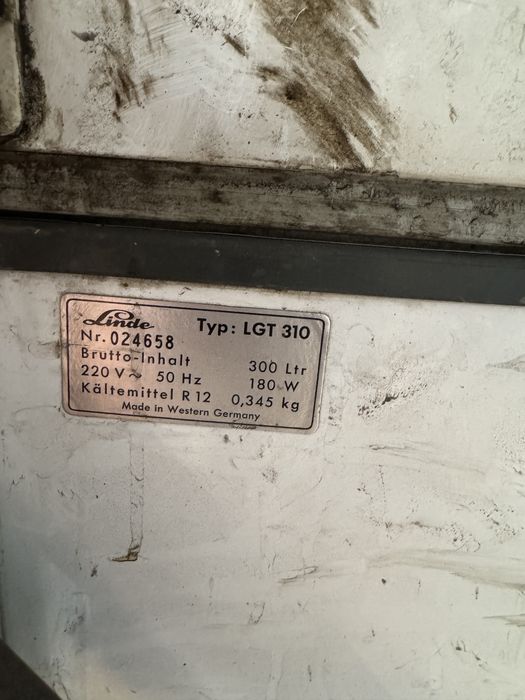 Linde Typ: LGT 310
Nr. 024658
Brutto-Inhalt 300 Ltr
220 V ~ 50 Hz 180 W
Kältemittel R 12 0,345 kg
Made in Western Germany